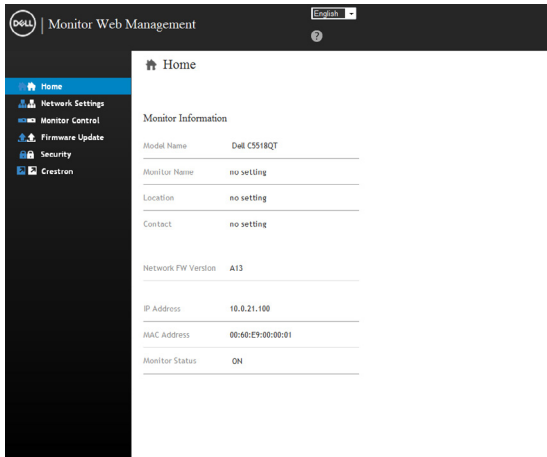 DELL | Monitor Web Management
English
?
Home
Home
Network Settings
Monitor Control
Firmware Update
Security
Crestron
Monitor Information
Model Name Dell C5518QT
Monitor Name no setting
Location no setting
Contact no setting
Network FW Version A13
IP Address 10.0.21.100
MAC Address 00:60:E9:00:00:01
Monitor Status ON